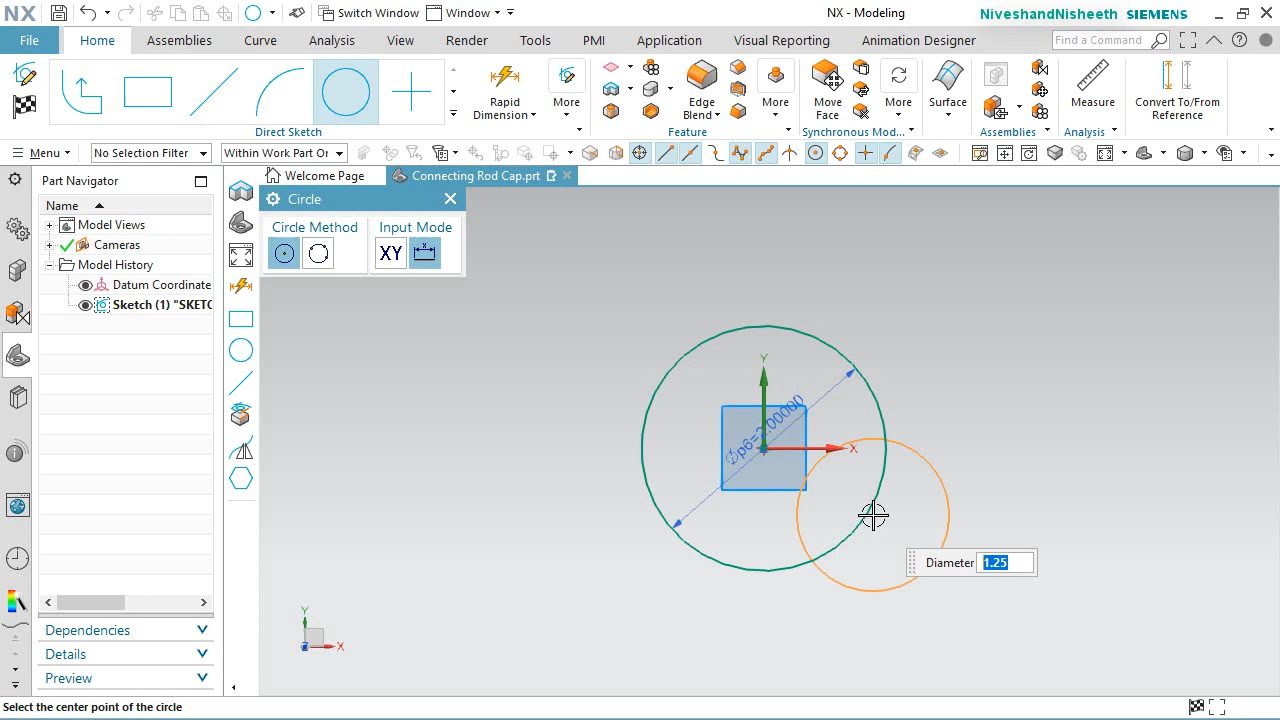 NX
Switch Window
Window
NX - Modeling
NiveshandNisheeth SIEMENS
File Home Assemblies Curve Analysis View Render Tools PMI Application Visual Reporting Animation Designer
Find a Command
Rapid Dimension
More
Edge Blend
More
Move Face
More
Surface
Measure
Convert To/From Reference
Direct Sketch
Feature
Synchronous Mod...
Assemblies
Analysis
Menu
No Selection Filter
Within Work Part Or
Part Navigator
Welcome Page
Connecting Rod Cap.prt
Name
Model Views
Cameras
Model History
Datum Coordinate
Sketch (1) "SKETC
Circle
Circle Method
Input Mode
XY
Y
X
Diameter 1.25
Y
X
Dependencies
Details
Preview
Select the center point of the circle